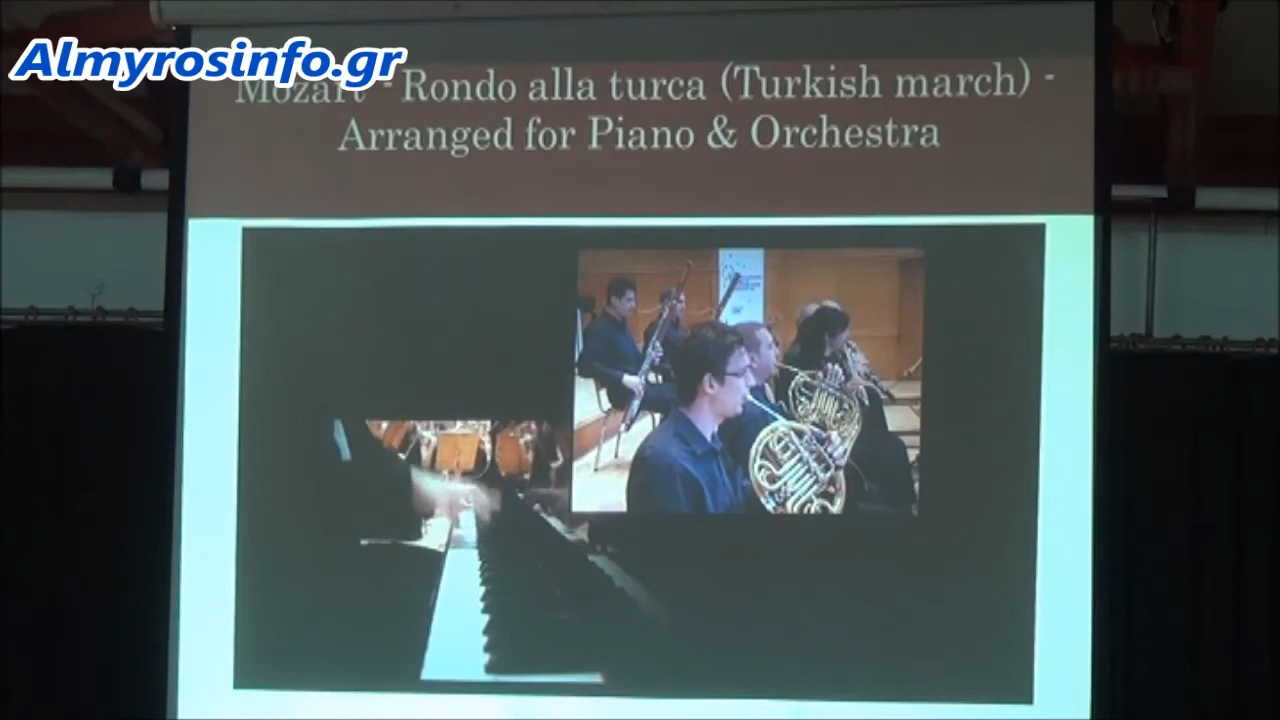 Almyrosinfo.gr
Mozart - Rondo alla turca (Turkish march) -
Arranged for Piano & Orchestra